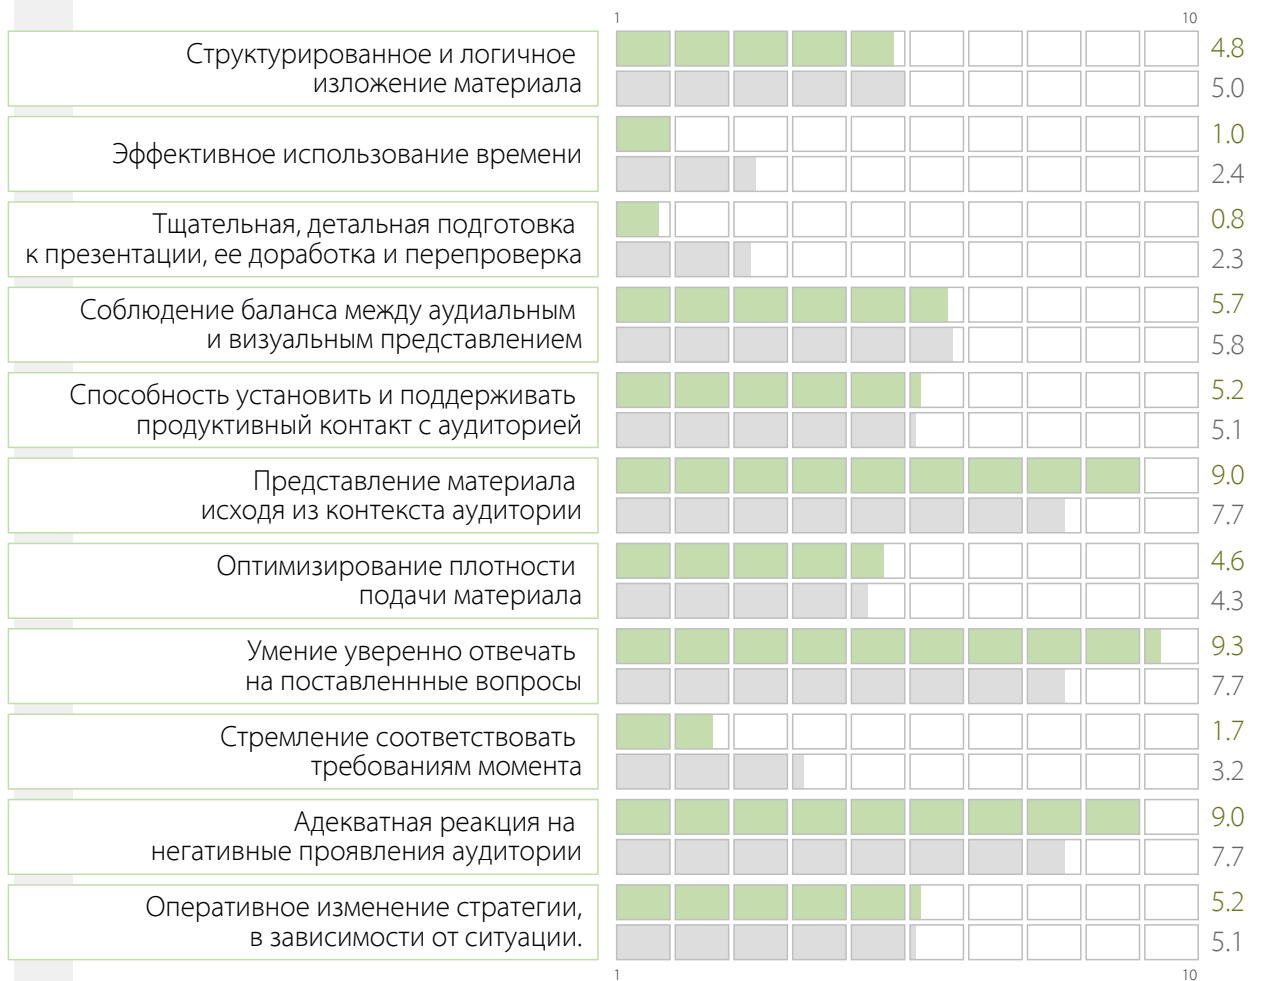 1 10
Структурированное и логичное
изложение материала
4.8
5.0
Эффективное использование времени
1.0
2.4
Тщательная, детальная подготовка
к презентации, ее доработка и перепроверка
0.8
2.3
Соблюдение баланса между аудиальным
и визуальным представлением
5.7
5.8
Способность установить и поддерживать
продуктивный контакт с аудиторией
5.2
5.1
Представление материала
исходя из контекста аудитории
9.0
7.7
Оптимизирование плотности
подачи материала
4.6
4.3
Умение уверенно отвечать
на поставленнные вопросы
9.3
7.7
Стремление соответствовать
требованиям момента
1.7
3.2
Адекватная реакция на
негативные проявления аудитории
9.0
7.7
Оперативное изменение стратегии,
в зависимости от ситуации.
5.2
5.1
1 10